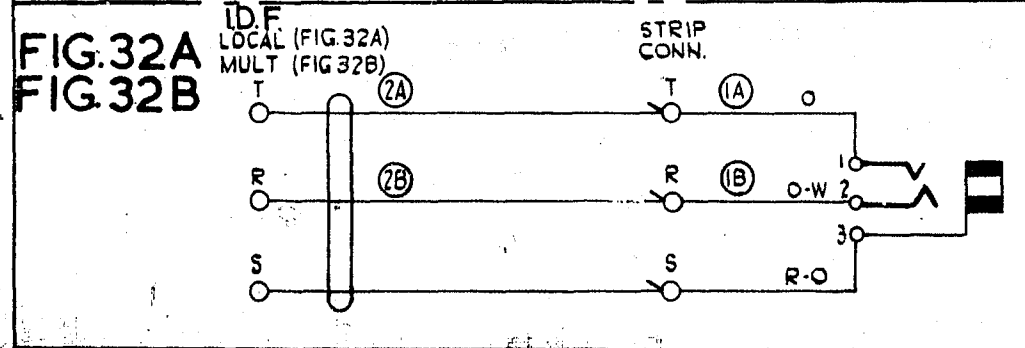 FIG.32A
FIG.32B
I.D.F.
LOCAL (FIG.32A)
MULT (FIG 32B)
STRIP
CONN.
T 2A T 1A O
1
R 2B R 1B O-W 2
3
S S R-O